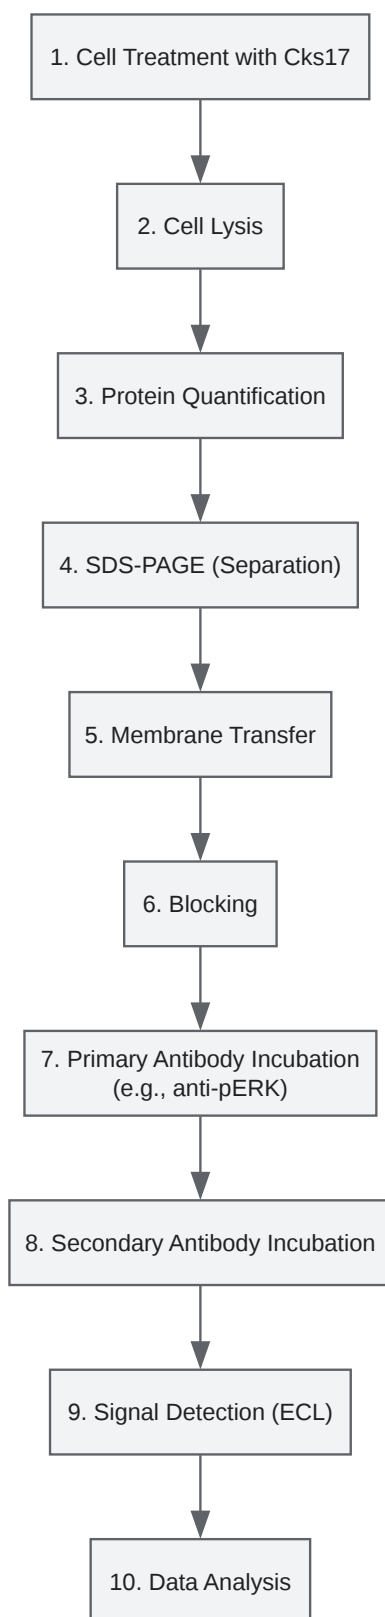 1. Cell Treatment with Cks17
2. Cell Lysis
3. Protein Quantification
4. SDS-PAGE (Separation)
5. Membrane Transfer
6. Blocking
7. Primary Antibody Incubation
(e.g., anti-pERK)
8. Secondary Antibody Incubation
9. Signal Detection (ECL)
10. Data Analysis